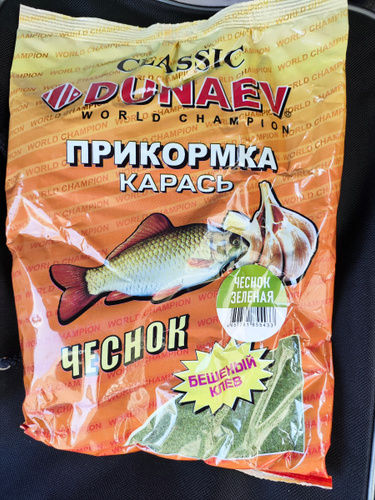 CLASSIC
DUNAEV
WORLD CHAMPION
ПРИКОРМКА
КАРАСЬ
ЧЕСНОК
ЗЕЛЕНАЯ
ЧЕСНОК
БЕШЕНЫЙ
КЛЕВ